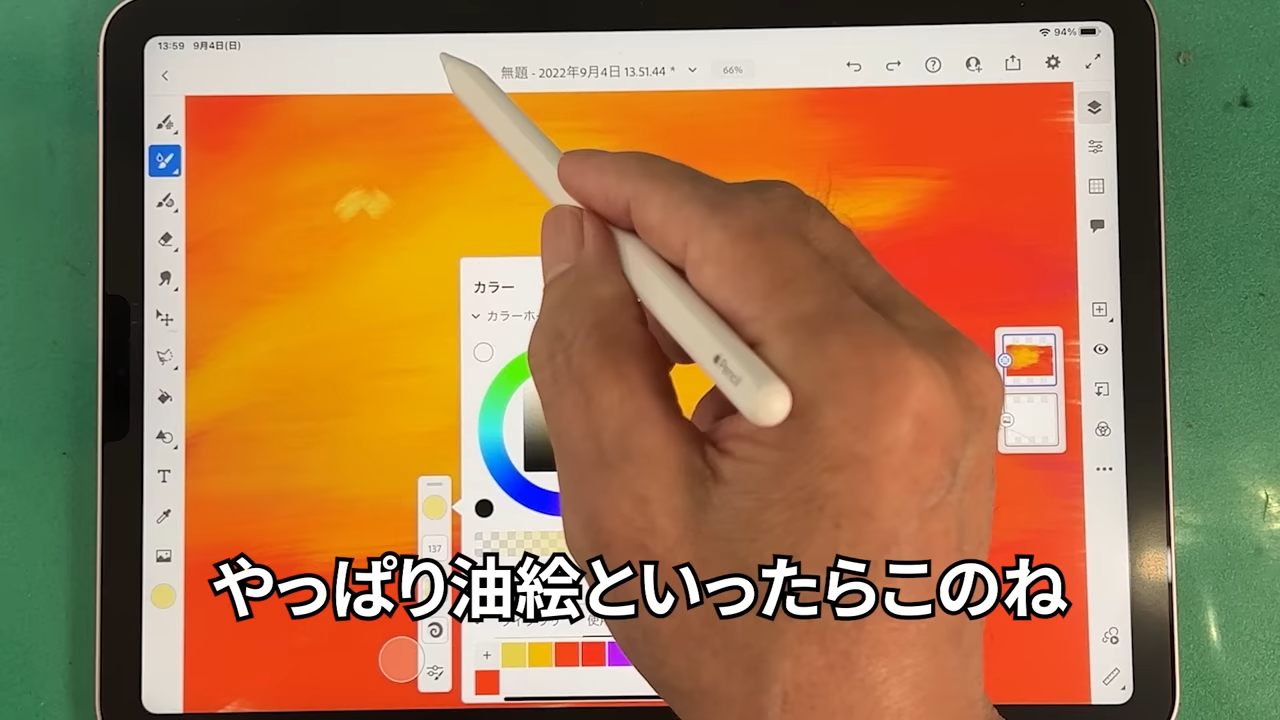 13:59 9月4日(日)
94%
無題 - 2022年9月4日 13.51.44 *
66%
カラー
カラーホ
Pencil
T
137
やっぱり油絵といったらこのね